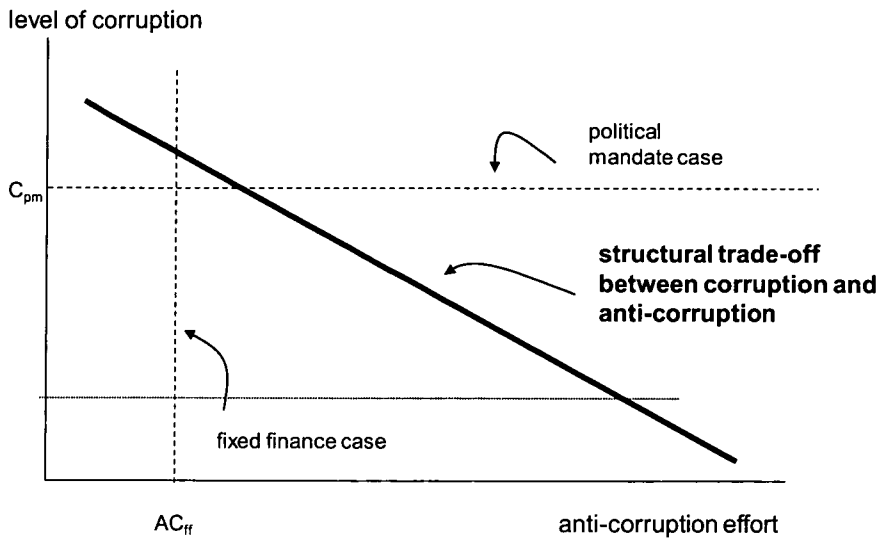 level of corruption
political
mandate case
C_pm
structural trade-off
between corruption and
anti-corruption
fixed finance case
AC_ff
anti-corruption effort